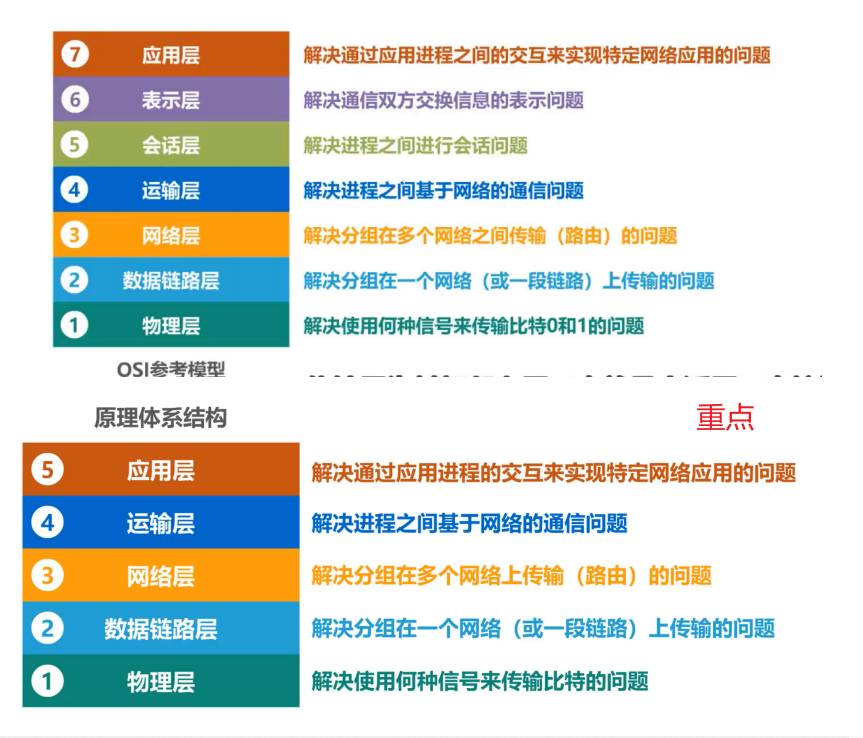 7 应用层 解决通过应用进程之间的交互来实现特定网络应用的问题
6 表示层 解决通信双方交换信息的表示问题
5 会话层 解决进程之间进行会话问题
4 运输层 解决进程之间基于网络的通信问题
3 网络层 解决分组在多个网络之间传输（路由）的问题
2 数据链路层 解决分组在一个网络（或一段链路）上传输的问题
1 物理层 解决使用何种信号来传输比特0和1的问题
OSI参考模型
原理体系结构 重点
5 应用层 解决通过应用进程的交互来实现特定网络应用的问题
4 运输层 解决进程之间基于网络的通信问题
3 网络层 解决分组在多个网络上传输（路由）的问题
2 数据链路层 解决分组在一个网络（或一段链路）上传输的问题
1 物理层 解决使用何种信号来传输比特的问题